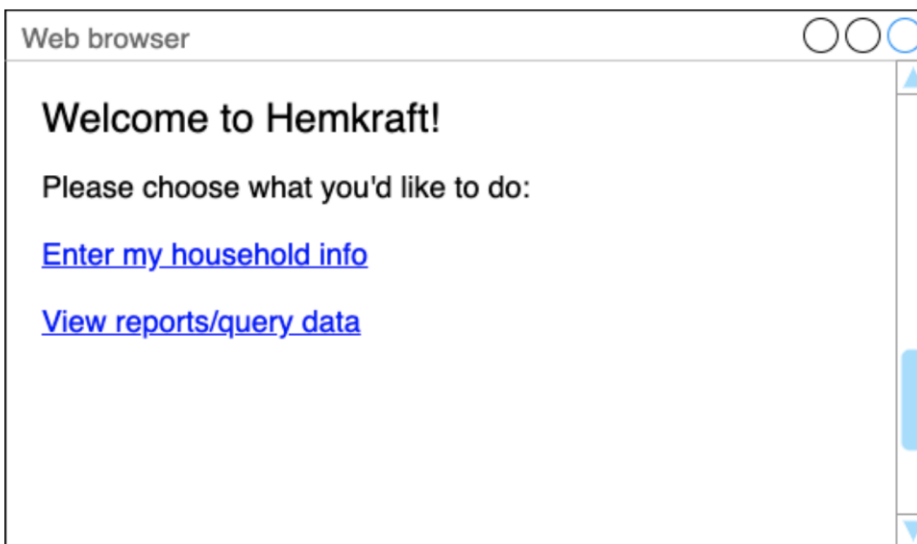 Web browser
Welcome to Hemkraft!
Please choose what you'd like to do:
Enter my household info
View reports/query data